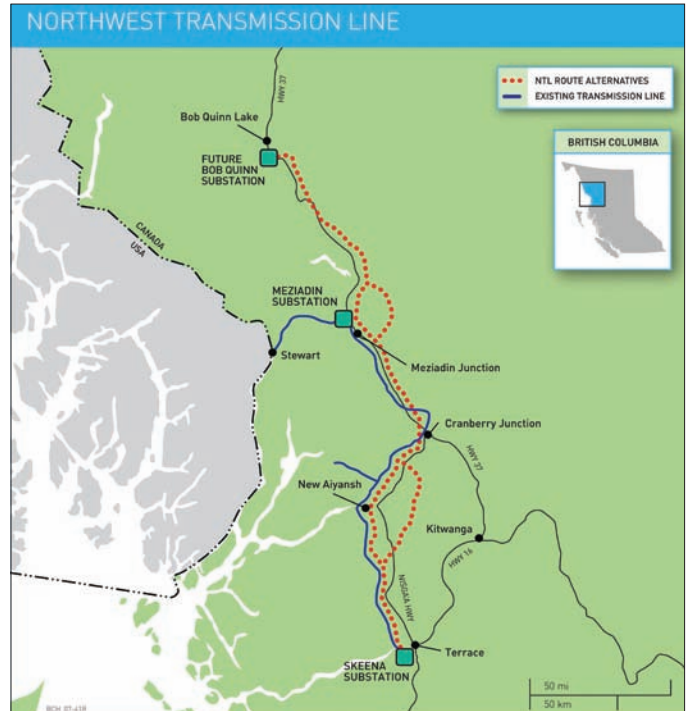 NORTHWEST TRANSMISSION LINE
NTL ROUTE ALTERNATIVES
EXISTING TRANSMISSION LINE
HWY 37
Bob Quinn Lake
FUTURE
BOB QUINN
SUBSTATION
BRITISH COLUMBIA
CANADA
USA
MEZIADIN
SUBSTATION
Stewart
Meziadin Junction
Cranberry Junction
HWY 37
New Aiyansh
Kitwanga
HWY 16
NISGAA HWY
Terrace
SKEENA
SUBSTATION
50 mi
50 km